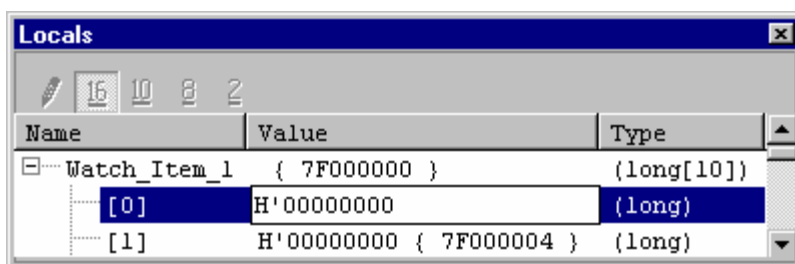 Locals
16 10 8 2
Name Value Type
Watch_Item_1 { 7F000000 } (long[10])
[0] H'00000000 (long)
[1] H'00000000 { 7F000004 } (long)